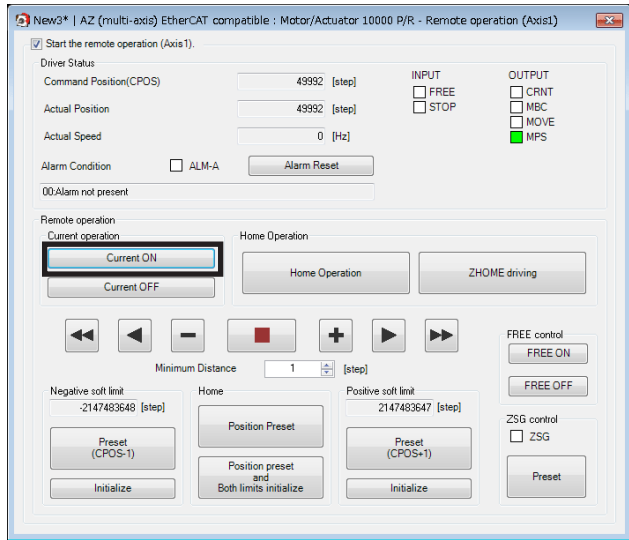 New3* | AZ (multi-axis) EtherCAT compatible : Motor/Actuator 10000 P/R - Remote operation (Axis1)
Start the remote operation (Axis1).
Driver Status
Command Position(CPOS)
49992 [step]
Actual Position
49992 [step]
Actual Speed
0 [Hz]
INPUT
FREE
STOP
OUTPUT
CRNT
MBC
MOVE
MPS
Alarm Condition
ALM-A
Alarm Reset
00:Alarm not present
Remote operation
Current operation
Current ON
Current OFF
Home Operation
Home Operation
ZHOME driving
Minimum Distance
1 [step]
FREE control
FREE ON
FREE OFF
Negative soft limit
-2147483648 [step]
Preset
(CPOS-1)
Initialize
Home
Position Preset
Position preset
and
Both limits initialize
Positive soft limit
2147483647 [step]
Preset
(CPOS+1)
Initialize
ZSG control
ZSG
Preset